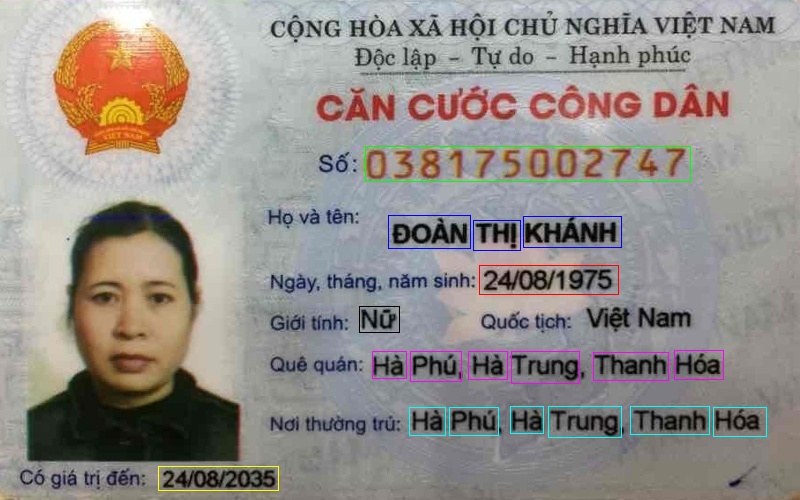 CỘNG HÒA XÃ HỘI CHỦ NGHĨA VIỆT NAM
Độc lập - Tự do - Hạnh phúc
CĂN CƯỚC CÔNG DÂN
Số: 038175002747
Họ và tên: ĐOÀN THỊ KHÁNH
Ngày, tháng, năm sinh: 24/08/1975
Giới tính: Nữ Quốc tịch: Việt Nam
Quê quán: Hà Phú, Hà Trung, Thanh Hóa
Nơi thường trú: Hà Phú, Hà Trung, Thanh Hóa
Có giá trị đến: 24/08/2035